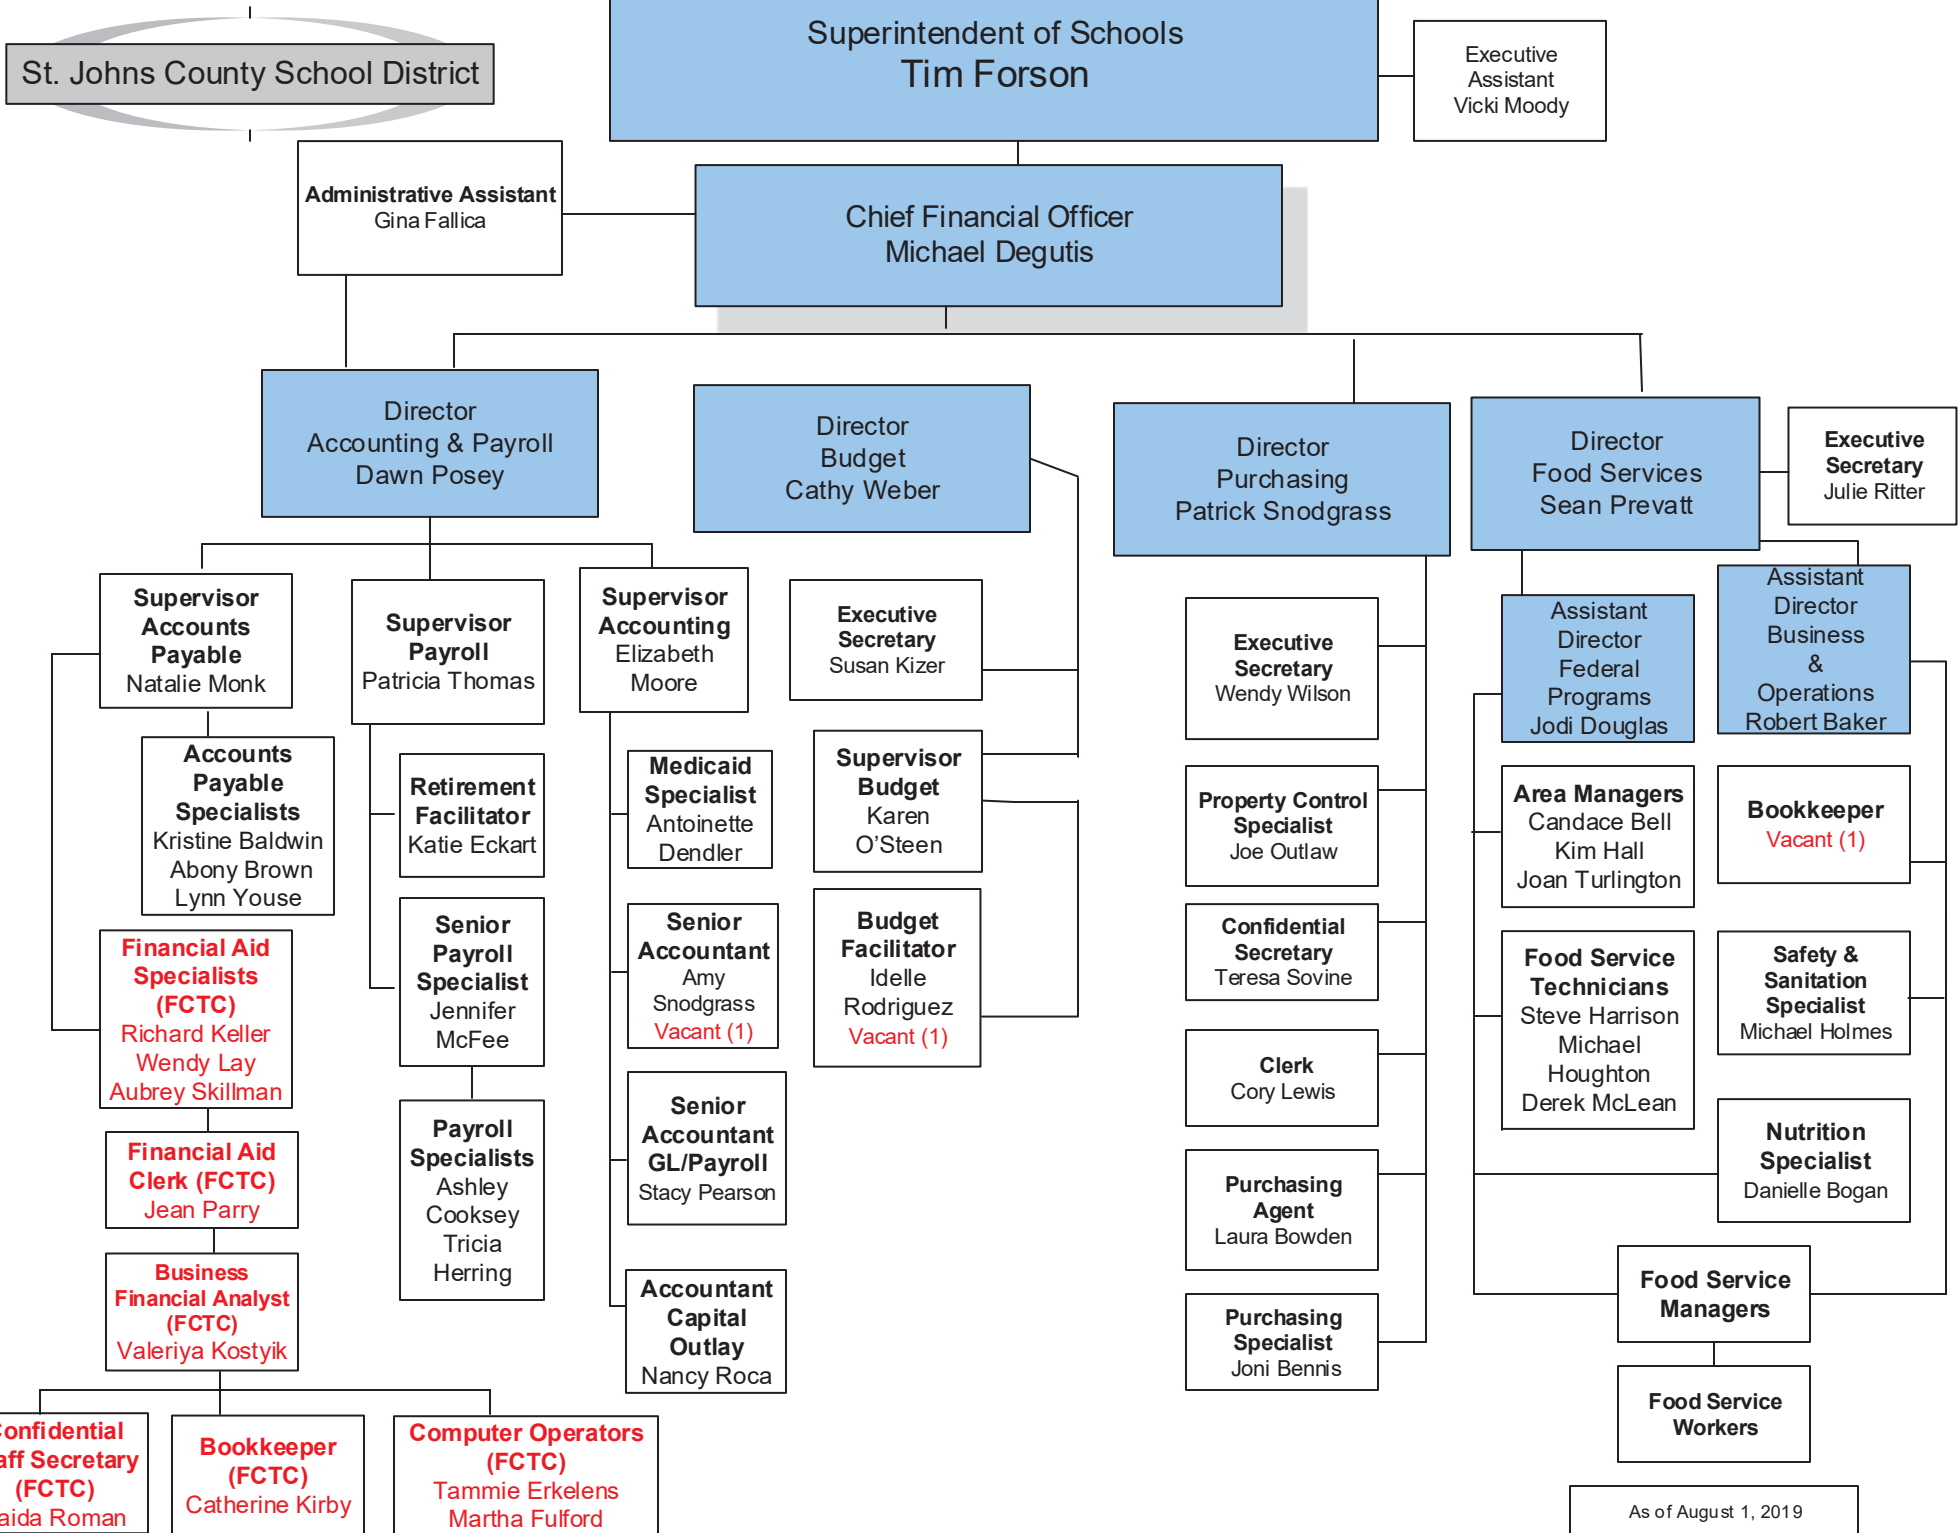 St. Johns County School District
Superintendent of Schools
Tim Forson
Executive
Assistant
Vicki Moody
Administrative Assistant
Gina Fallica
Chief Financial Officer
Michael Degutis
Director
Accounting & Payroll
Dawn Posey
Director
Budget
Cathy Weber
Director
Purchasing
Patrick Snodgrass
Director
Food Services
Sean Prevatt
Executive
Secretary
Julie Ritter
Supervisor
Accounts
Payable
Natalie Monk
Accounts
Payable
Specialists
Kristine Baldwin
Abony Brown
Lynn Youse
Financial Aid
Specialists
(FCTC)
Richard Keller
Wendy Lay
Aubrey Skillman
Financial Aid
Clerk (FCTC)
Jean Parry
Business
Financial Analyst
(FCTC)
Valeriya Kostyik
Secretary
(FCTC)
Roman
Bookkeeper
(FCTC)
Catherine Kirby
Computer Operators
(FCTC)
Tammie Erkelens
Martha Fulford
Supervisor
Payroll
Patricia Thomas
Retirement
Facilitator
Katie Eckart
Senior
Payroll
Specialist
Jennifer
McFee
Payroll
Specialists
Ashley
Cooksey
Tricia
Herring
Supervisor
Accounting
Elizabeth
Moore
Medicaid
Specialist
Antoinette
Dendler
Senior
Accountant
Amy
Snodgrass
Vacant (1)
Senior
Accountant
GL/Payroll
Stacy Pearson
Accountant
Capital
Outlay
Nancy Roca
Executive
Secretary
Susan Kizer
Supervisor
Budget
Karen
O’Steen
Budget
Facilitator
Idelle
Rodriguez
Vacant (1)
Executive
Secretary
Wendy Wilson
Property Control
Specialist
Joe Outlaw
Confidential
Secretary
Teresa Sovine
Clerk
Cory Lewis
Purchasing
Agent
Laura Bowden
Purchasing
Specialist
Joni Bennis
Assistant
Director
Federal
Programs
Jodi Douglas
Area Managers
Candace Bell
Kim Hall
Joan Turlington
Food Service
Technicians
Steve Harrison
Michael
Houghton
Derek McLean
Assistant
Director
Business
&
Operations
Robert Baker
Bookkeeper
Vacant (1)
Safety &
Sanitation
Specialist
Michael Holmes
Nutrition
Specialist
Danielle Bogan
Food Service
Managers
Food Service
Workers
As of August 1, 2019